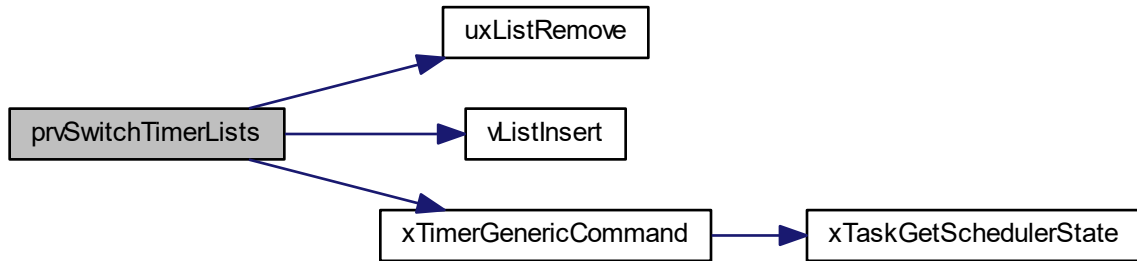 uxListRemove
prvSwitchTimerLists
vListInsert
xTimerGenericCommand
xTaskGetSchedulerState